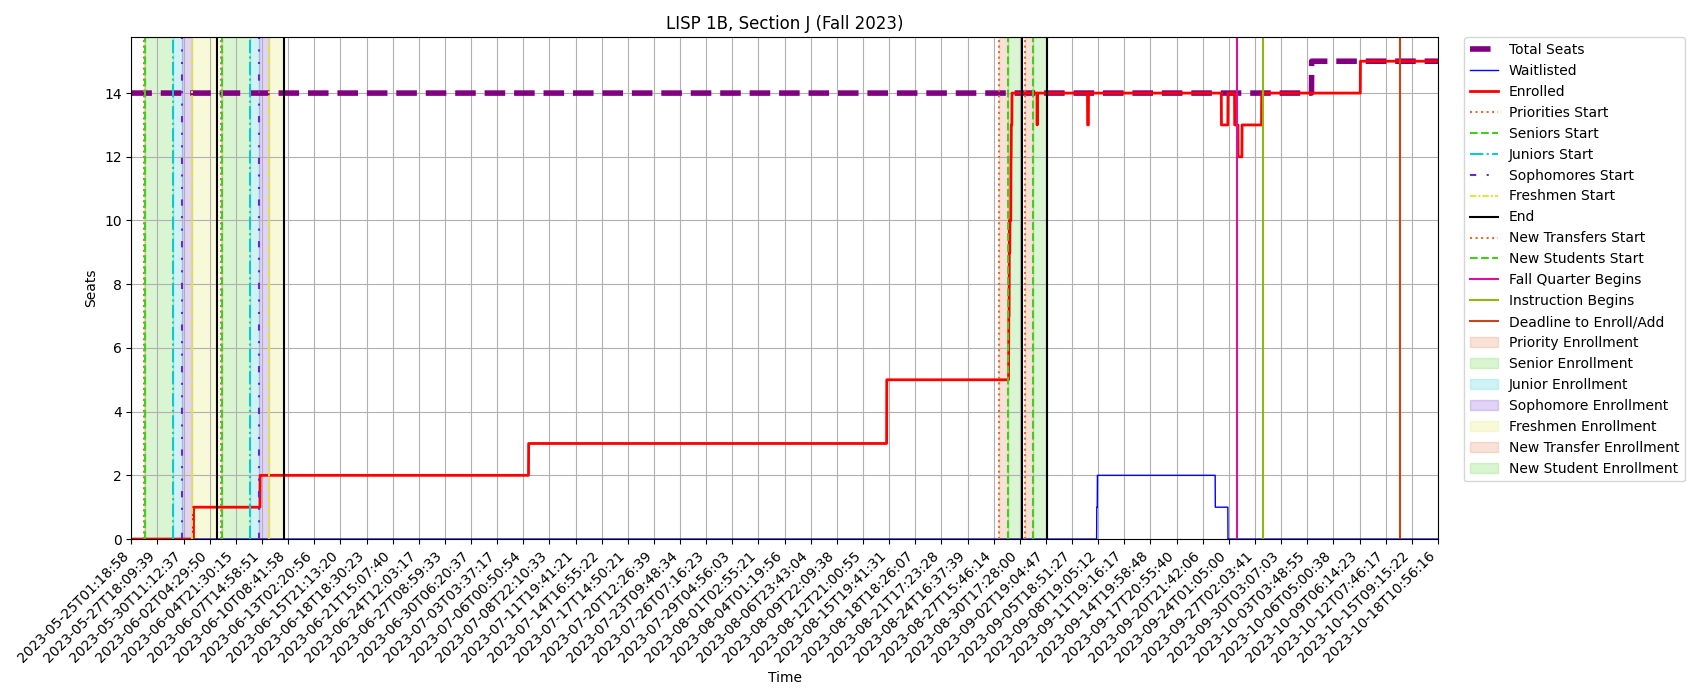 LISP 1B, Section J (Fall 2023)
Seats
14
12
10
8
6
4
2
0
2023-05-25T01:18:58
2023-05-27T18:09:39
2023-05-30T11:12:37
2023-06-02T04:29:50
2023-06-04T21:30:15
2023-06-07T14:58:51
2023-06-10T08:41:58
2023-06-13T02:20:56
2023-06-15T21:13:20
2023-06-18T18:30:23
2023-06-21T15:07:40
2023-06-24T12:03:17
2023-06-27T08:59:33
2023-06-30T06:20:37
2023-07-03T03:37:17
2023-07-06T00:50:54
2023-07-08T22:10:33
2023-07-11T19:41:21
2023-07-14T16:55:22
2023-07-17T14:50:21
2023-07-20T12:26:39
2023-07-23T09:48:34
2023-07-26T07:16:23
2023-07-29T04:56:03
2023-08-01T02:55:21
2023-08-04T01:19:56
2023-08-06T23:43:04
2023-08-09T22:09:38
2023-08-12T21:00:55
2023-08-15T19:41:31
2023-08-18T18:26:07
2023-08-21T17:23:28
2023-08-24T16:37:39
2023-08-27T15:46:14
2023-08-30T17:28:00
2023-09-02T19:04:47
2023-09-05T18:51:27
2023-09-08T19:05:12
2023-09-11T19:16:17
2023-09-14T19:58:48
2023-09-17T20:55:40
2023-09-20T21:42:06
2023-09-24T01:05:00
2023-09-27T02:03:41
2023-09-30T03:07:03
2023-10-03T03:48:55
2023-10-06T05:00:38
2023-10-09T06:14:23
2023-10-12T07:46:17
2023-10-15T09:15:22
2023-10-18T10:56:16
Time
Total Seats
Waitlisted
Enrolled
Priorities Start
Seniors Start
Juniors Start
Sophomores Start
Freshmen Start
End
New Transfers Start
New Students Start
Fall Quarter Begins
Instruction Begins
Deadline to Enroll/Add
Priority Enrollment
Senior Enrollment
Junior Enrollment
Sophomore Enrollment
Freshmen Enrollment
New Transfer Enrollment
New Student Enrollment